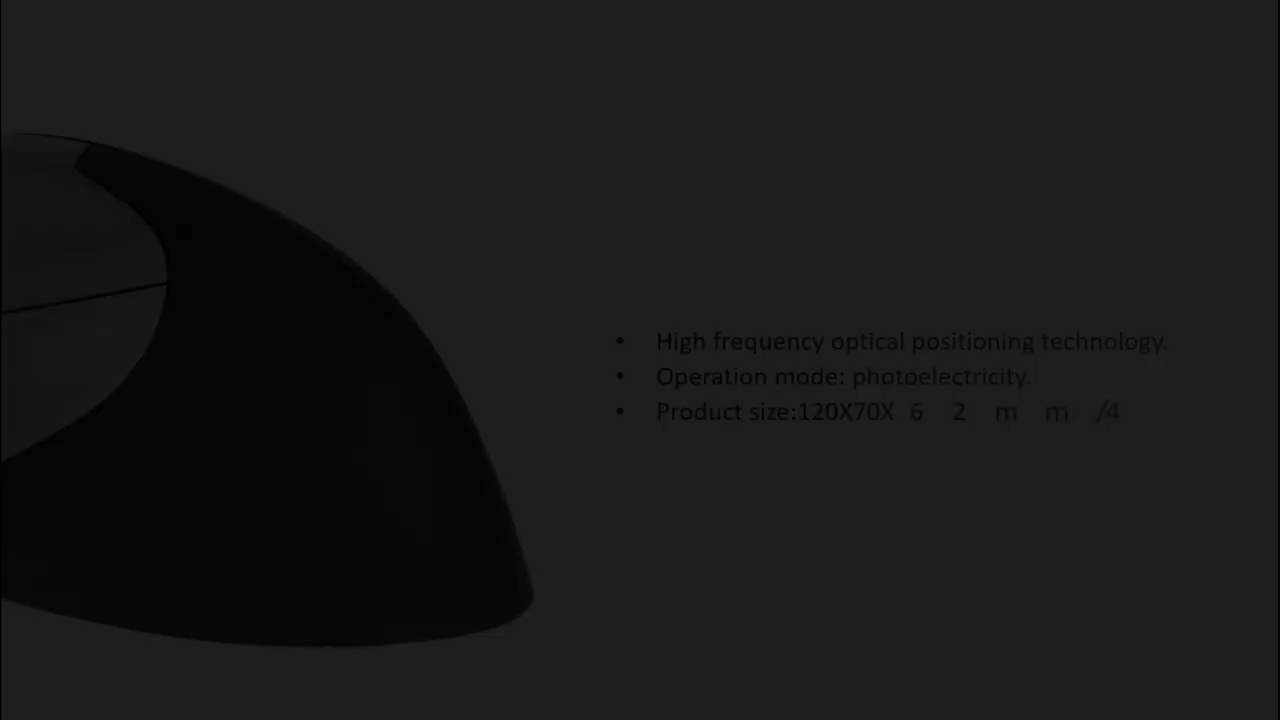 • High frequency optical positioning technology.
• Operation mode: photoelectricity.
• Product size:120X70X 6 2 m m /4